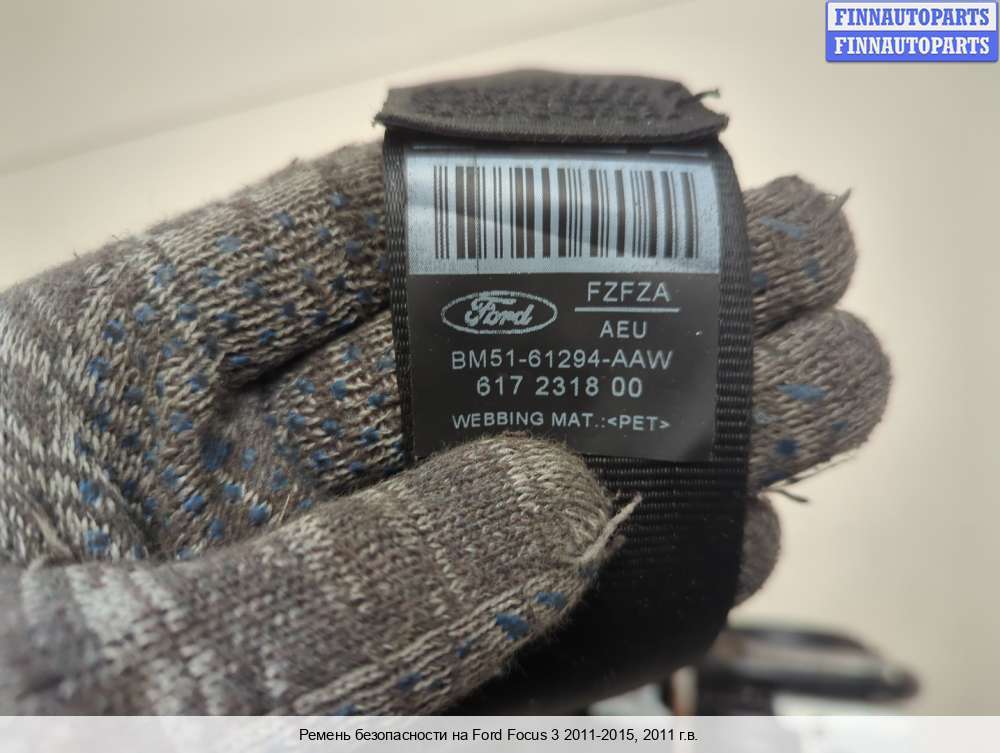 FINNAUTOPARTS
FINNAUTOPARTS
Ford
FZFZA
AEU
BM51-61294-AAW
617 2318 00
WEBBING MAT.:<PET>
Ремень безопасности на Ford Focus 3 2011-2015, 2011 г.в.